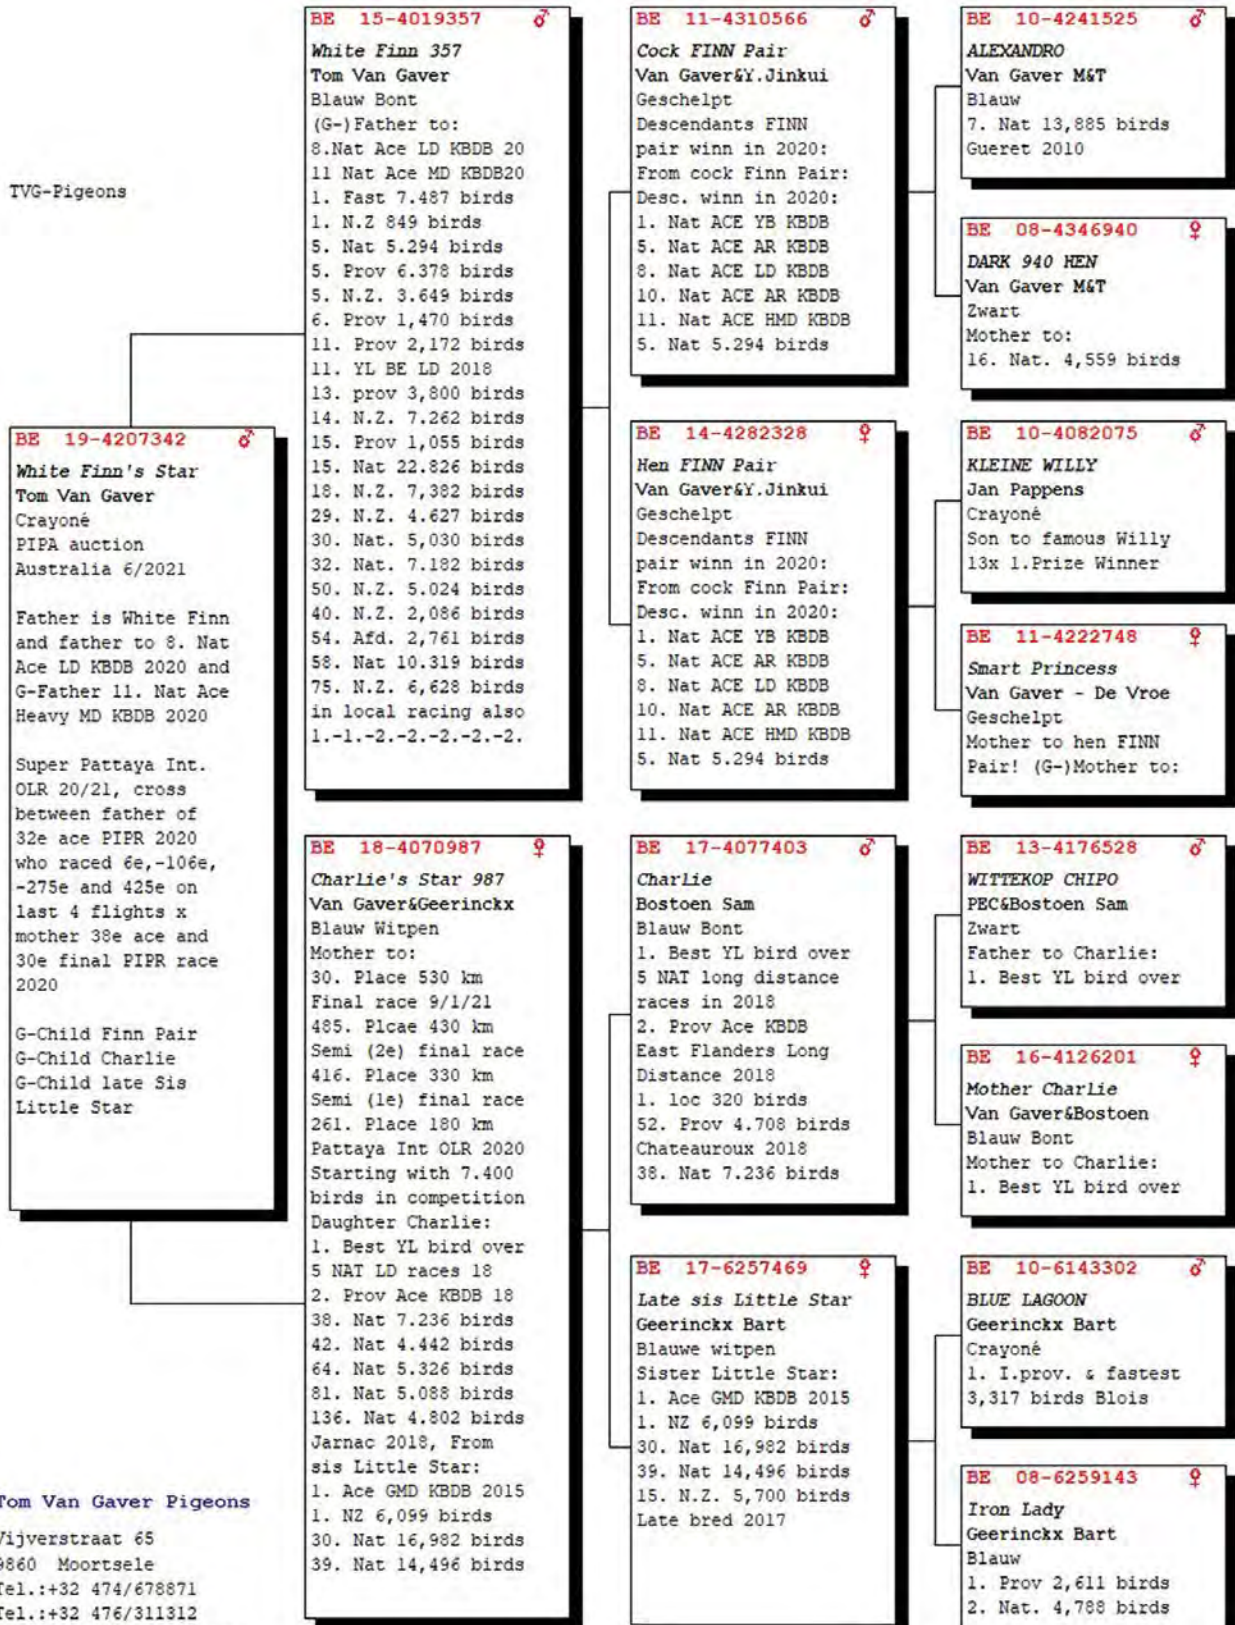 TVG-Pigeons
BE 19-4207342 ♂
White Finn's Star
Tom Van Gaver
Crayoné
PIPA auction
Australia 6/2021
Father is White Finn
and father to 8. Nat
Ace LD KBDB 2020 and
G-Father 11. Nat Ace
Heavy MD KBDB 2020
Super Pattaya Int.
OLR 20/21, cross
between father of
32e ace PIPR 2020
who raced 6e,-106e,
-275e and 425e on
last 4 flights x
mother 38e ace and
30e final PIPR race
2020
G-Child Finn Pair
G-Child Charlie
G-Child late Sis
Little Star
Tom Van Gaver Pigeons
Vijverstraat 65
9860 Moortsele
Tel.:+32 474/678871
Tel.:+32 476/311312
BE 15-4019357 ♂
White Finn 357
Tom Van Gaver
Blauw Bont
(G-)Father to:
8.Nat Ace LD KBDB 20
11 Nat Ace MD KBDB20
1. Fast 7.487 birds
1. N.Z 849 birds
5. Nat 5.294 birds
5. Prov 6.378 birds
5. N.Z. 3.649 birds
6. Prov 1,470 birds
11. Prov 2,172 birds
11. YL BE LD 2018
13. prov 3,800 birds
14. N.Z. 7.262 birds
15. Prov 1,055 birds
15. Nat 22.826 birds
18. N.Z. 7,382 birds
29. N.Z. 4.627 birds
30. Nat. 5,030 birds
32. Nat. 7.182 birds
50. N.Z. 5.024 birds
40. N.Z. 2,086 birds
54. Afd. 2,761 birds
58. Nat 10.319 birds
75. N.Z. 6,628 birds
in local racing also
1.-1.-2.-2.-2.-2.-2.
BE 18-4070987 ♀
Charlie's Star 987
Van Gaver&Geerinckx
Blauw Witpen
Mother to:
30. Place 530 km
Final race 9/1/21
485. Plcae 430 km
Semi (2e) final race
416. Place 330 km
Semi (1e) final race
261. Place 180 km
Pattaya Int OLR 2020
Starting with 7.400
birds in competition
Daughter Charlie:
1. Best YL bird over
5 NAT LD races 18
2. Prov Ace KBDB 18
38. Nat 7.236 birds
42. Nat 4.442 birds
64. Nat 5.326 birds
81. Nat 5.088 birds
136. Nat 4.802 birds
Jarnac 2018, From
sis Little Star:
1. Ace GMD KBDB 2015
1. NZ 6,099 birds
30. Nat 16,982 birds
39. Nat 14,496 birds
BE 11-4310566 ♂
Cock FINN Pair
Van Gaver&Y.Jinkui
Geschelpt
Descendants FINN
pair winn in 2020:
From cock Finn Pair:
Desc. winn in 2020:
1. Nat ACE YB KBDB
5. Nat ACE AR KBDB
8. Nat ACE LD KBDB
10. Nat ACE AR KBDB
11. Nat ACE HMD KBDB
5. Nat 5.294 birds
BE 14-4282328 ♀
Hen FINN Pair
Van Gaver&Y.Jinkui
Geschelpt
Descendants FINN
pair winn in 2020:
From cock Finn Pair:
Desc. winn in 2020:
1. Nat ACE YB KBDB
5. Nat ACE AR KBDB
8. Nat ACE LD KBDB
10. Nat ACE AR KBDB
11. Nat ACE HMD KBDB
5. Nat 5.294 birds
BE 17-4077403 ♂
Charlie
Bostoen Sam
Blauw Bont
1. Best YL bird over
5 NAT long distance
races in 2018
2. Prov Ace KBDB
East Flanders Long
Distance 2018
1. loc 320 birds
52. Prov 4.708 birds
Chateauroux 2018
38. Nat 7.236 birds
BE 17-6257469 ♀
Late sis Little Star
Geerinckx Bart
Blauwe witpen
Sister Little Star:
1. Ace GMD KBDB 2015
1. NZ 6,099 birds
30. Nat 16,982 birds
39. Nat 14,496 birds
15. N.Z. 5,700 birds
Late bred 2017
BE 10-4241525 ♂
ALEXANDRO
Van Gaver M&T
Blauw
7. Nat 13,885 birds
Gueret 2010
BE 08-4346940 ♀
DARK 940 HEN
Van Gaver M&T
Zwart
Mother to:
16. Nat. 4,559 birds
BE 10-4082075 ♂
KLEINE WILLY
Jan Pappens
Crayoné
Son to famous Willy
13x 1.Prize Winner
BE 11-4222748 ♀
Smart Princess
Van Gaver - De Vroe
Geschelpt
Mother to hen FINN
Pair! (G-)Mother to:
BE 13-4176528 ♂
WITTEKOP CHIPO
PEC&Bostoen Sam
Zwart
Father to Charlie:
1. Best YL bird over
BE 16-4126201 ♀
Mother Charlie
Van Gaver&Bostoen
Blauw Bont
Mother to Charlie:
1. Best YL bird over
BE 10-6143302 ♂
BLUE LAGOON
Geerinckx Bart
Crayoné
1. I.prov. & fastest
3,317 birds Blois
BE 08-6259143 ♀
Iron Lady
Geerinckx Bart
Blauw
1. Prov 2,611 birds
2. Nat. 4,788 birds